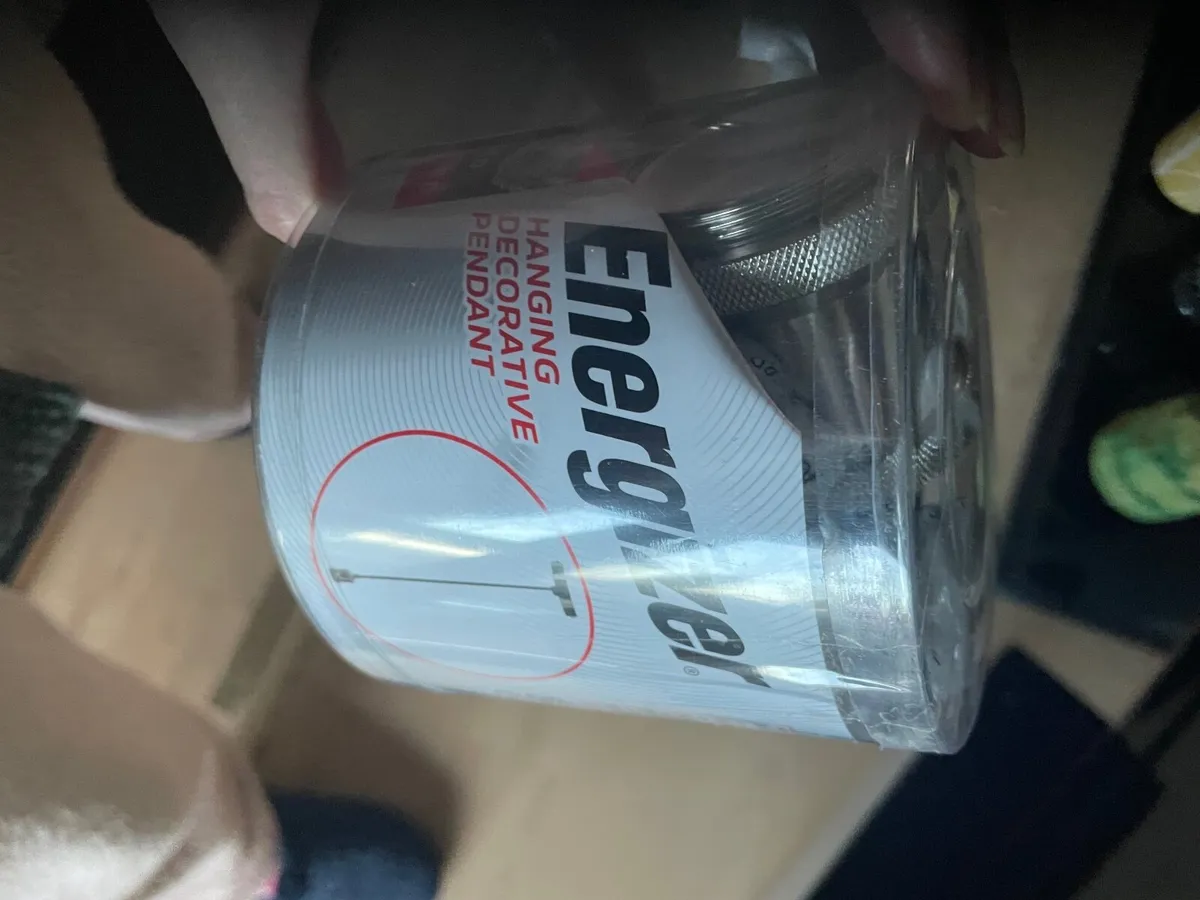 Energizer®
HANGING
DECORATIVE
PENDANT